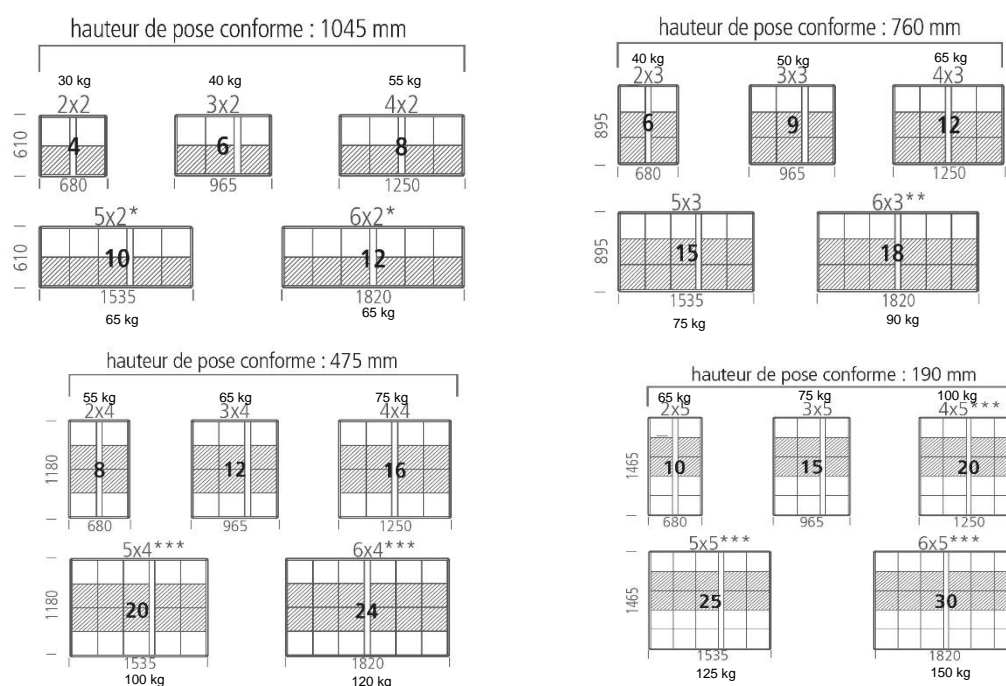 hauteur de pose conforme : 1045 mm
30 kg 40 kg 55 kg
2x2 3x2 4x2
610 4 6 610 8
680 965 1250
5x2* 6x2*
610 10 12
1535 1820
65 kg 65 kg
hauteur de pose conforme : 760 mm
40 kg 50 kg 65 kg
2x3 3x3 4x3
895 6 9 12
680 965 1250
5x3 6x3**
895 15 18
1535 1820
75 kg 90 kg
hauteur de pose conforme : 475 mm
55 kg 65 kg 75 kg
2x4 3x4 4x4
1180 8 12 16
680 965 1250
5x4*** 6x4***
1180 20 24
1535 1820
100 kg 120 kg
hauteur de pose conforme : 190 mm
65 kg 75 kg 100 kg
2x5 3x5 4x5***
1465 10 15 20
680 965 1250
5x5*** 6x5***
1465 25 30
1535 1820
125 kg 150 kg